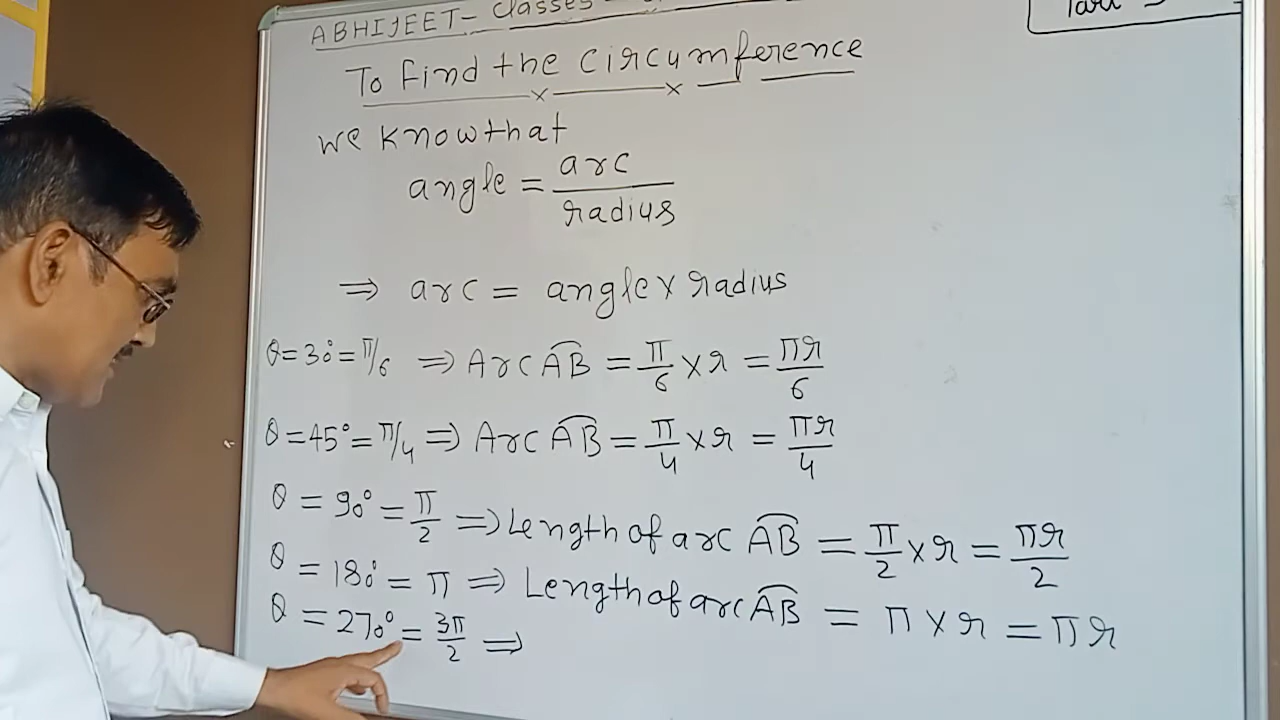 ABHIJEET- Classes
To find the circumference
we know that
angle = arc/radius
⇒ arc = angle x radius
θ=30°=π/6 ⇒ Arc AB = π/6 × r = πr/6
θ=45°=π/4 ⇒ Arc AB = π/4 × r = πr/4
θ = 90° = π/2 ⇒ Length of arc AB = π/2 × r = πr/2
θ = 180° = π ⇒ Length of arc AB = π × r = πr
θ = 270° = 3π/2 ⇒